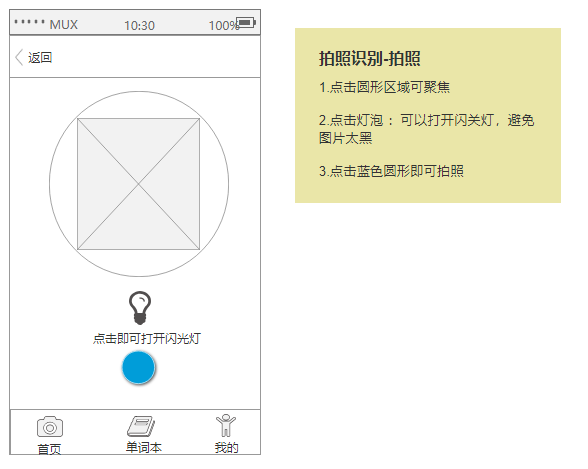 MUX 10:30 100%
返回
点击即可打开闪光灯
首页 单词本 我的
拍照识别-拍照
1.点击圆形区域可聚焦
2.点击灯泡： 可以打开闪关灯，避免
图片太黑
3.点击蓝色圆形即可拍照